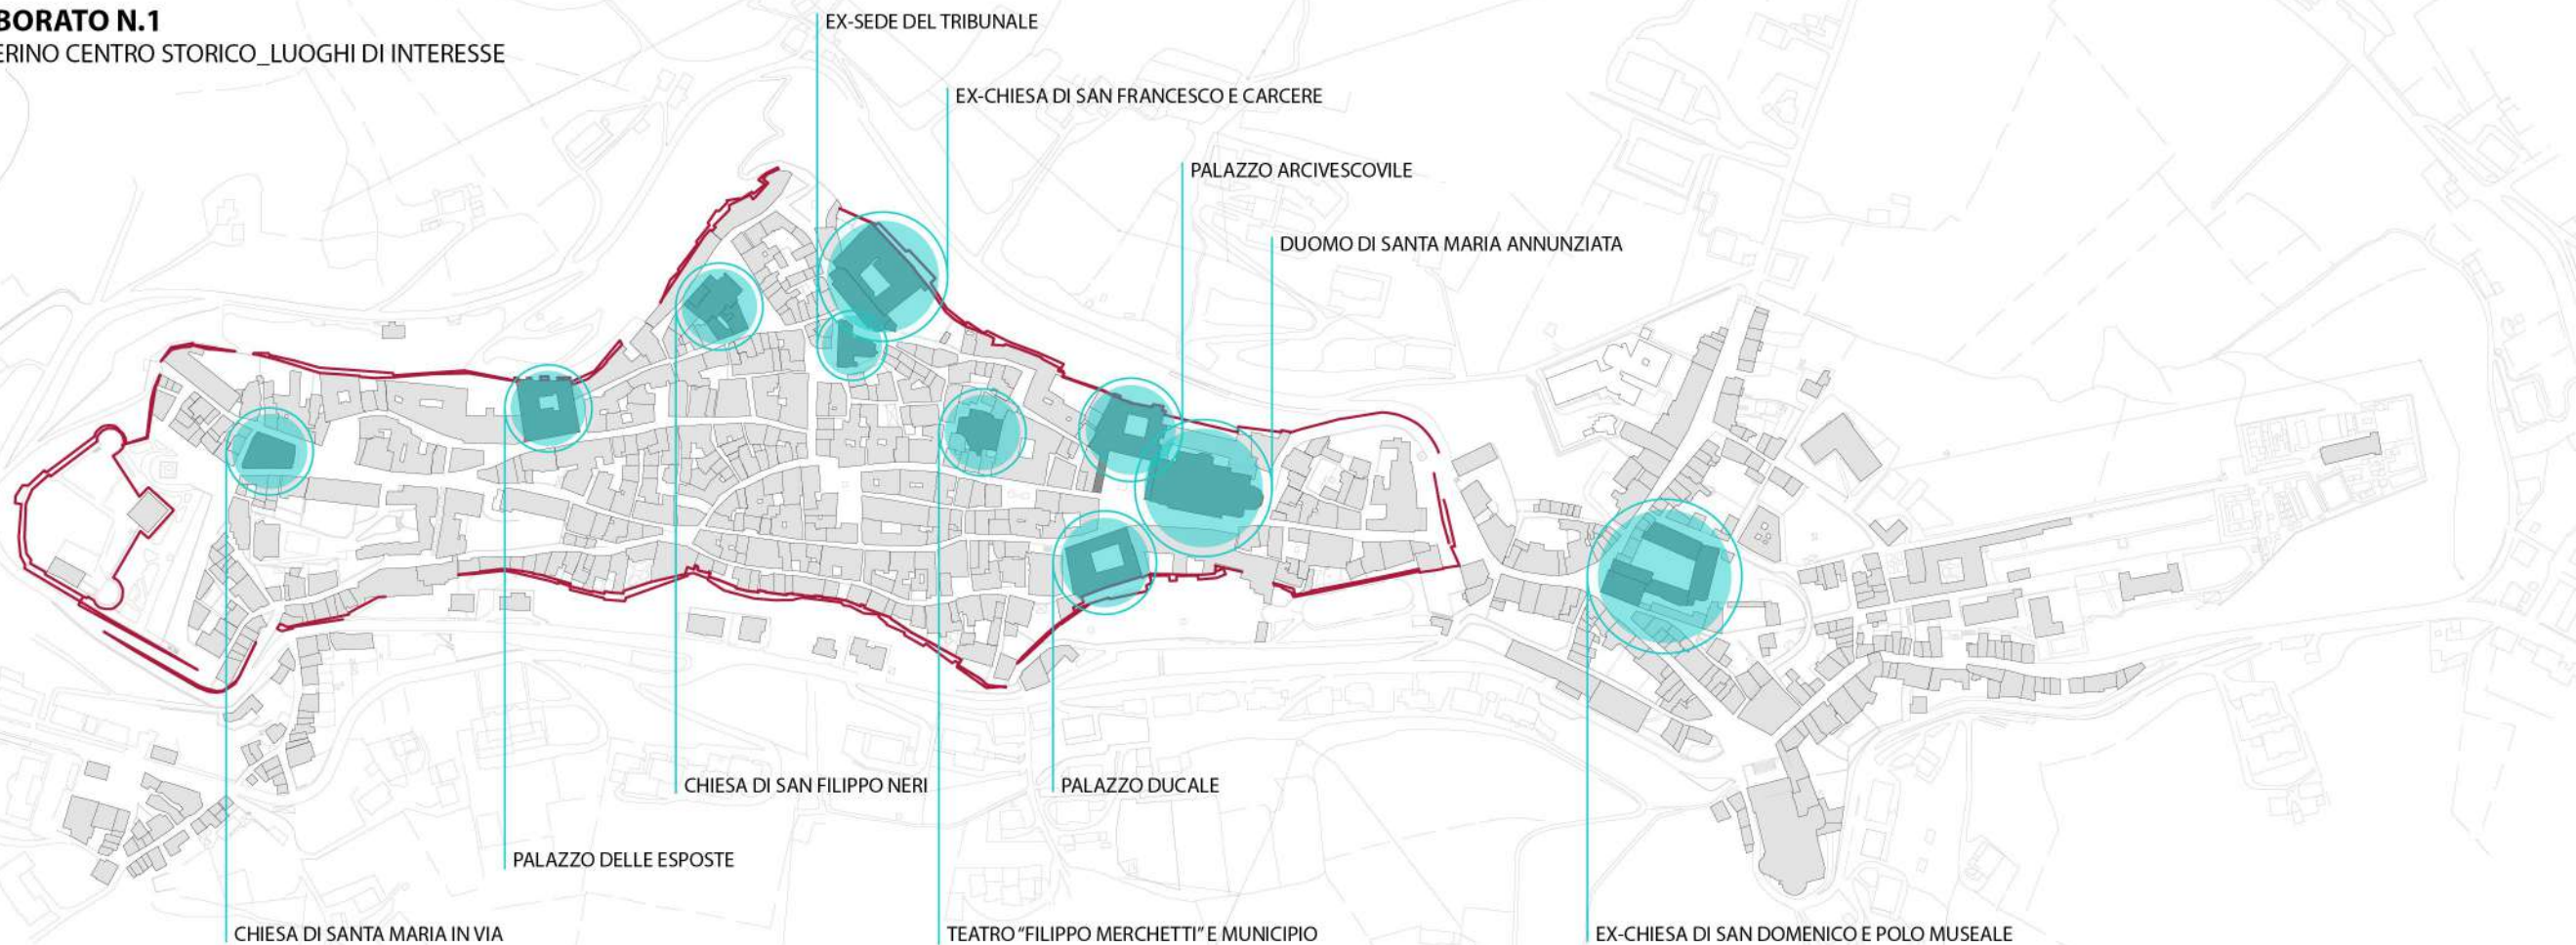 BORATO N.1
ERINO CENTRO STORICO_LUOGHI DI INTERESSE
EX-SEDE DEL TRIBUNALE
EX-CHIESA DI SAN FRANCESCO E CARCERE
PALAZZO ARCIVESCOVILE
DUOMO DI SANTA MARIA ANNUNZIATA
CHIESA DI SAN FILIPPO NERI
PALAZZO DUCALE
PALAZZO DELLE ESPOSTE
CHIESA DI SANTA MARIA IN VIA
TEATRO "FILIPPO MERCHETTI" E MUNICIPIO
EX-CHIESA DI SAN DOMENICO E POLO MUSEALE